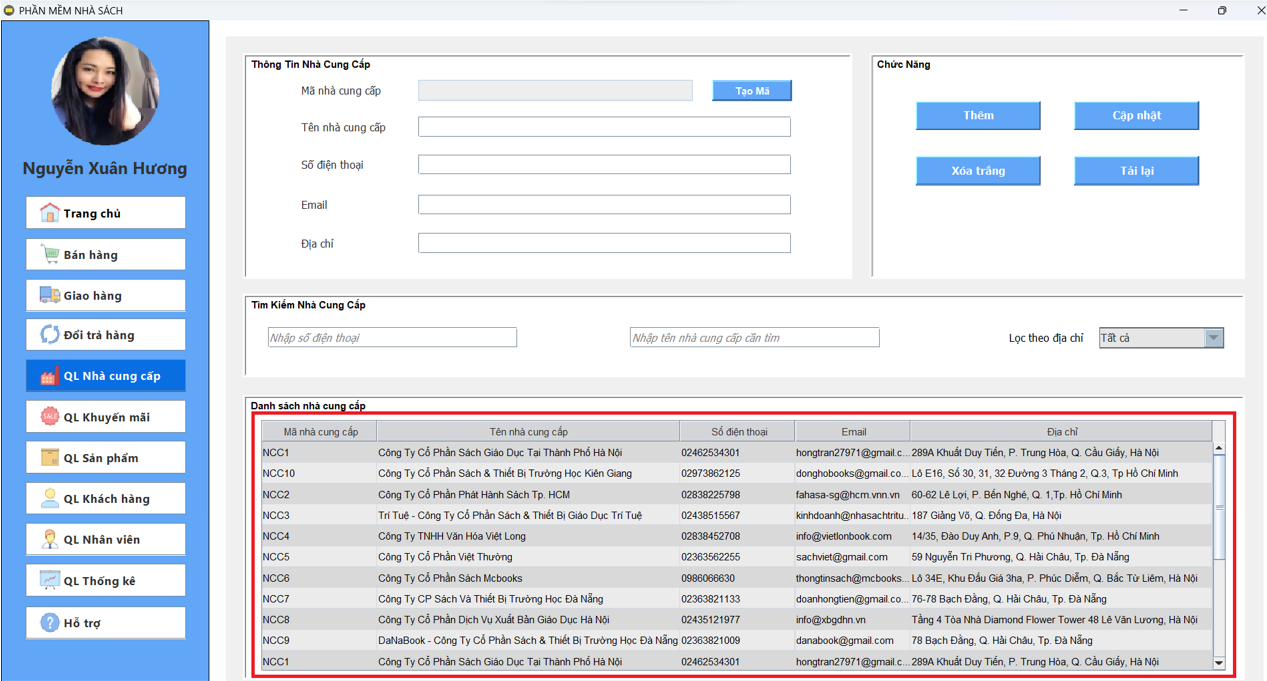 PHẦN MỀM NHÀ SÁCH
Nguyễn Xuân Hương
Trang chủ
Bán hàng
Giao hàng
Đổi trả hàng
QL Nhà cung cấp
SALE QL Khuyến mãi
QL Sản phẩm
QL Khách hàng
QL Nhân viên
QL Thống kê
? Hỗ trợ
Thông Tin Nhà Cung Cấp
Mã nhà cung cấp Tạo Mã
Tên nhà cung cấp
Số điện thoại
Email
Địa chỉ
Chức Năng
Thêm Cập nhật
Xóa trắng Tải lại
Tìm Kiếm Nhà Cung Cấp
Nhập số điện thoại Nhập tên nhà cung cấp cần tìm Lọc theo địa chỉ Tất cả
Danh sách nhà cung cấp
Mã nhà cung cấp Tên nhà cung cấp Số điện thoại Email Địa chỉ
NCC1 Công Ty Cổ Phần Sách Giáo Dục Tại Thành Phố Hà Nội 02462534301 hongtran27971@gmail.c... 289A Khuất Duy Tiến, P. Trung Hòa, Q. Cầu Giấy, Hà Nội
NCC10 Công Ty Cổ Phần Sách & Thiết Bị Trường Học Kiên Giang 02973862125 donghobooks@gmail.co... Lô E16, Số 30, 31, 32 Đường 3 Tháng 2, Q.3, Tp Hồ Chí Minh
NCC2 Công Ty Cổ Phần Phát Hành Sách Tp. HCM 02838225798 fahasa-sg@hcm.vnn.vn 60-62 Lê Lợi, P. Bến Nghé, Q. 1,Tp. Hồ Chí Minh
NCC3 Trí Tuệ - Công Ty Cổ Phần Sách & Thiết Bị Giáo Dục Trí Tuệ 02438515567 kinhdoanh@nhasachtritu... 187 Giảng Võ, Q. Đống Đa, Hà Nội
NCC4 Công Ty TNHH Văn Hóa Việt Long 02838452708 info@vietlonbook.com 14/35, Đào Duy Anh, P.9, Q. Phú Nhuận, Tp. Hồ Chí Minh
NCC5 Công Ty Cổ Phần Việt Thường 02363562255 sachviet@gmail.com 59 Nguyễn Tri Phương, Q. Hải Châu, Tp. Đà Nẵng
NCC6 Công Ty Cổ Phần Sách Mcbooks 0986066630 thongtinsach@mcbooks... Lô 34E, Khu Đấu Giá 3ha, P. Phúc Diễm, Q. Bắc Từ Liêm, Hà Nội
NCC7 Công Ty CP Sách Và Thiết Bị Trường Học Đà Nẵng 02363821133 doanhongtien@gmail.co... 76-78 Bạch Đằng, Q. Hải Châu, Tp. Đà Nẵng
NCC8 Công Ty Cổ Phần Dịch Vụ Xuất Bản Giáo Dục Hà Nội 02435121977 info@xbgdhn.vn Tầng 4 Tòa Nhà Diamond Flower Tower 48 Lê Văn Lương, Hà Nội
NCC9 DaNaBook - Công Ty Cổ Phần Sách & Thiết Bị Trường Học Đà Nẵng 02363821009 danabook@gmail.com 78 Bạch Đằng, Q. Hải Châu, Tp. Đà Nẵng
NCC1 Công Ty Cổ Phần Sách Giáo Dục Tại Thành Phố Hà Nội 02462534301 hongtran27971@gmail.c... 289A Khuất Duy Tiến, P. Trung Hòa, Q. Cầu Giấy, Hà Nội